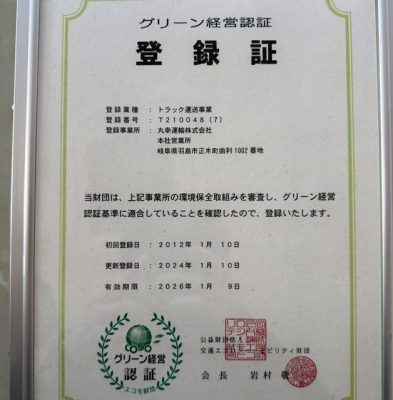 グリーン経営認証
登録証
登録業種 : トラック運送事業
登録番号 : T210048(7)
登録事業所 : 丸幸運輸株式会社
本社営業所
岐阜県羽島市正木町曲利1002番地
当財団は、上記事業所の環境保全取組みを審査し、グリーン経営
認証基準に適合していることを確認したので、登録いたします。
初回登録日 : 2012年 1月10日
更新登録日 : 2024年 1月10日
有効期限 : 2026年 1月 9日
グリーン経営
認証
エコモ財団
公益財団法人
交通エコロ ビリティ財団
会長 岩村敬